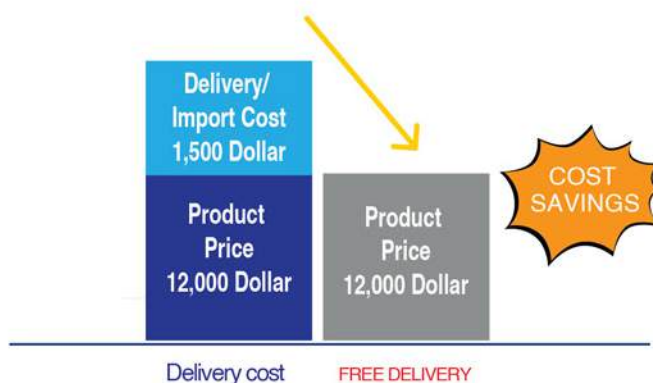 Delivery/
Import Cost
1,500 Dollar
Product
Price
12,000 Dollar
Product
Price
12,000 Dollar
COST
SAVINGS
Delivery cost
FREE DELIVERY